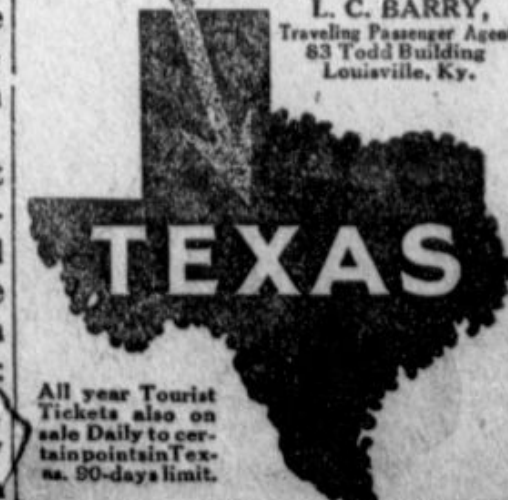 L. C. BARRY,
Traveling Passenger Agent
83 Todd Building
Louisville, Ky.
TEXAS
All year Tourist
Tickets also on
sale Daily to cer-
tain points in Tex-
as. 90-days limit.